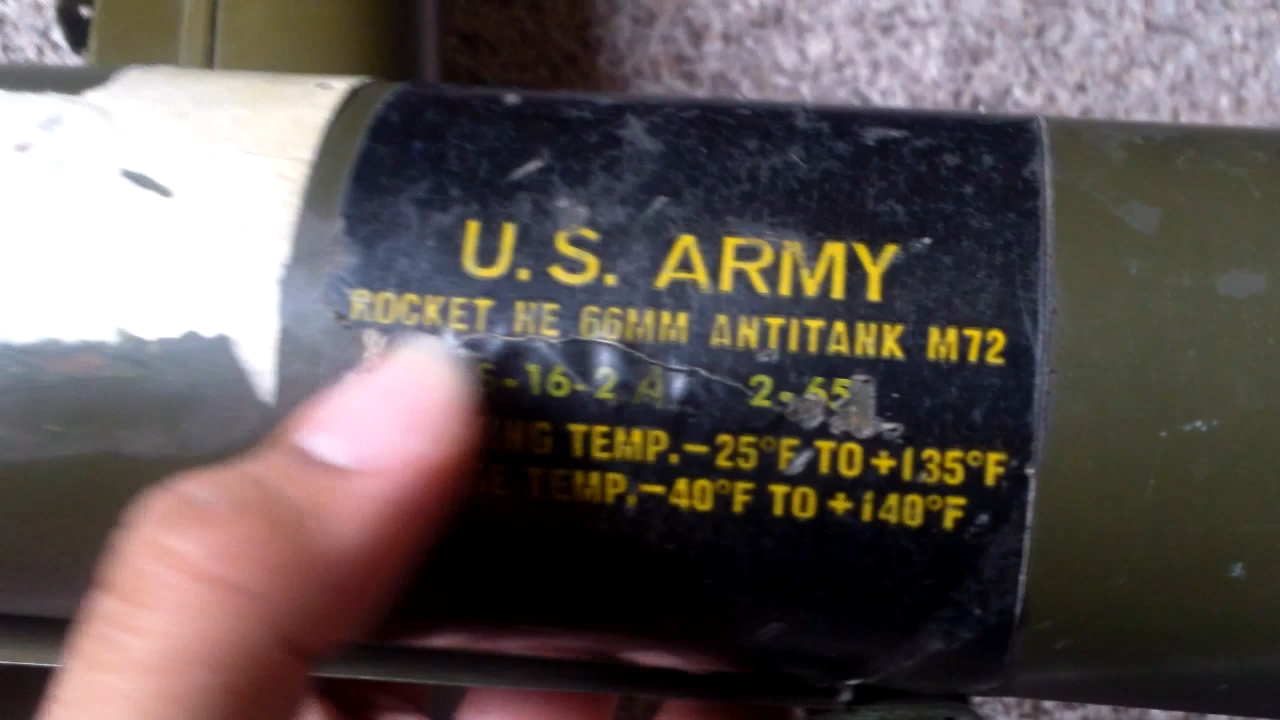 U.S. ARMY
ROCKET HE 66MM ANTITANK M72
-16-2 A 2-65
TEMP.-25°F TO +135°F
TEMP.-40°F TO +140°F